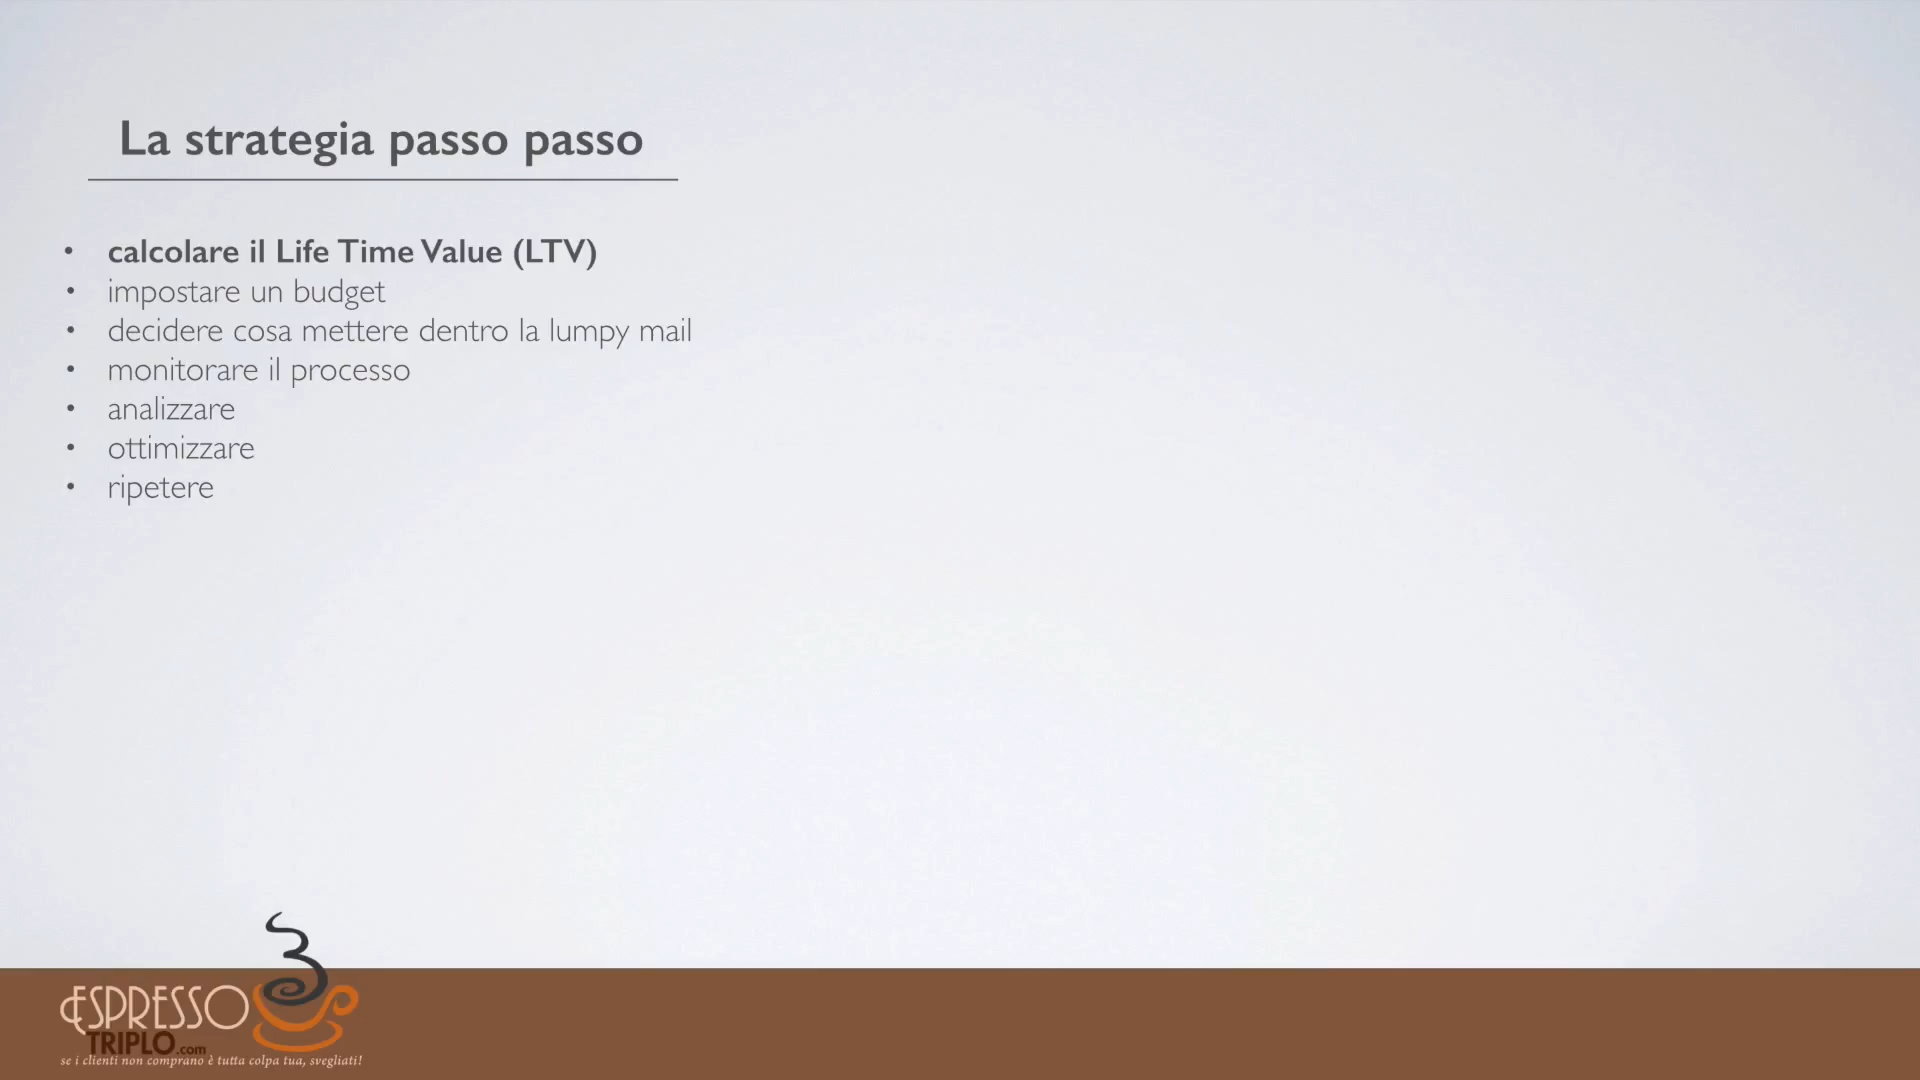 La strategia passo passo
• calcolare il Life Time Value (LTV)
• impostare un budget
• decidere cosa mettere dentro la lumpy mail
• monitorare il processo
• analizzare
• ottimizzare
• ripetere
3
ESPRESSO
TRIPLO.com
se i clienti non comprano è tutta colpa tua, svegliati!